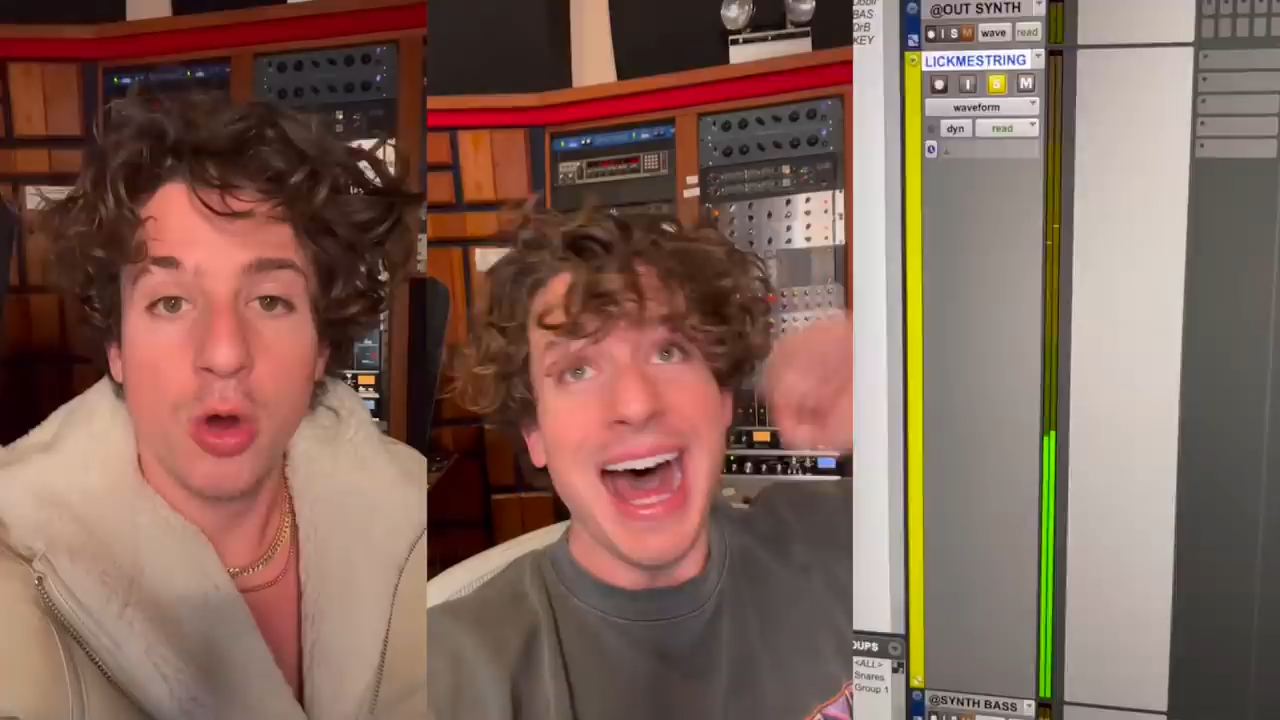 BAS
DrB
KEY
@OUT SYNTH
I S M
wave
read
LICKMESTRING
I
S
M
waveform
dyn
read
OUPS
<ALL>
Snares
Group 1
@SYNTH BASS